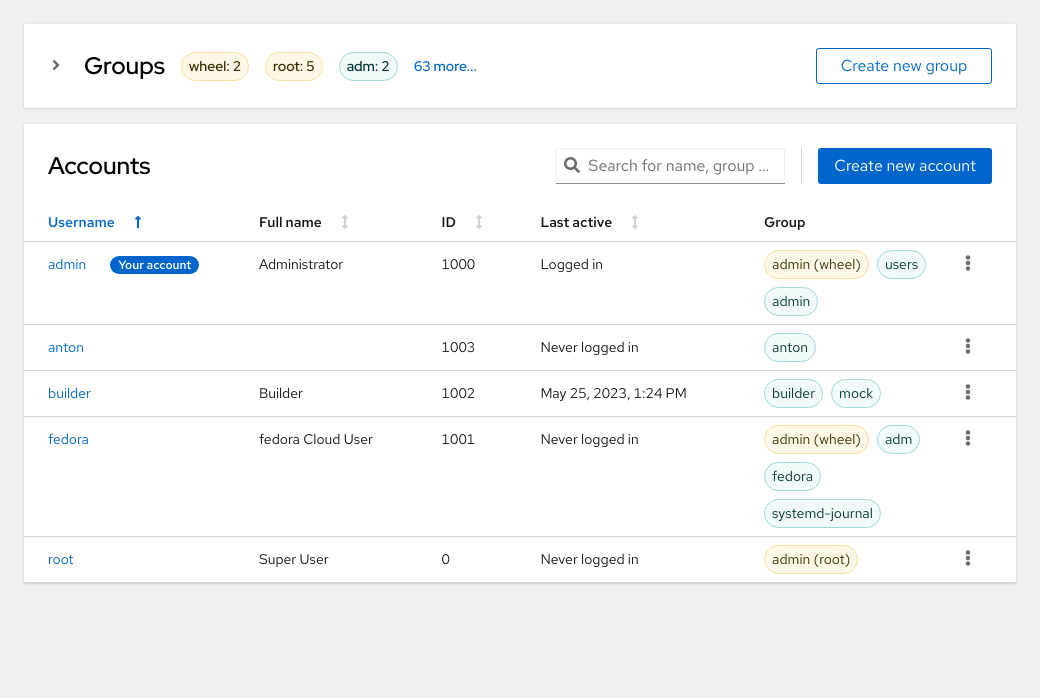 Groups wheel: 2 root: 5 adm: 2 63 more... Create new group
Accounts Search for name, group ... Create new account
Username Full name ID Last active Group
admin Your account Administrator 1000 Logged in admin (wheel) users
admin
anton 1003 Never logged in anton
builder Builder 1002 May 25, 2023, 1:24 PM builder mock
fedora fedora Cloud User 1001 Never logged in admin (wheel) adm
fedora
systemd-journal
root Super User 0 Never logged in admin (root)